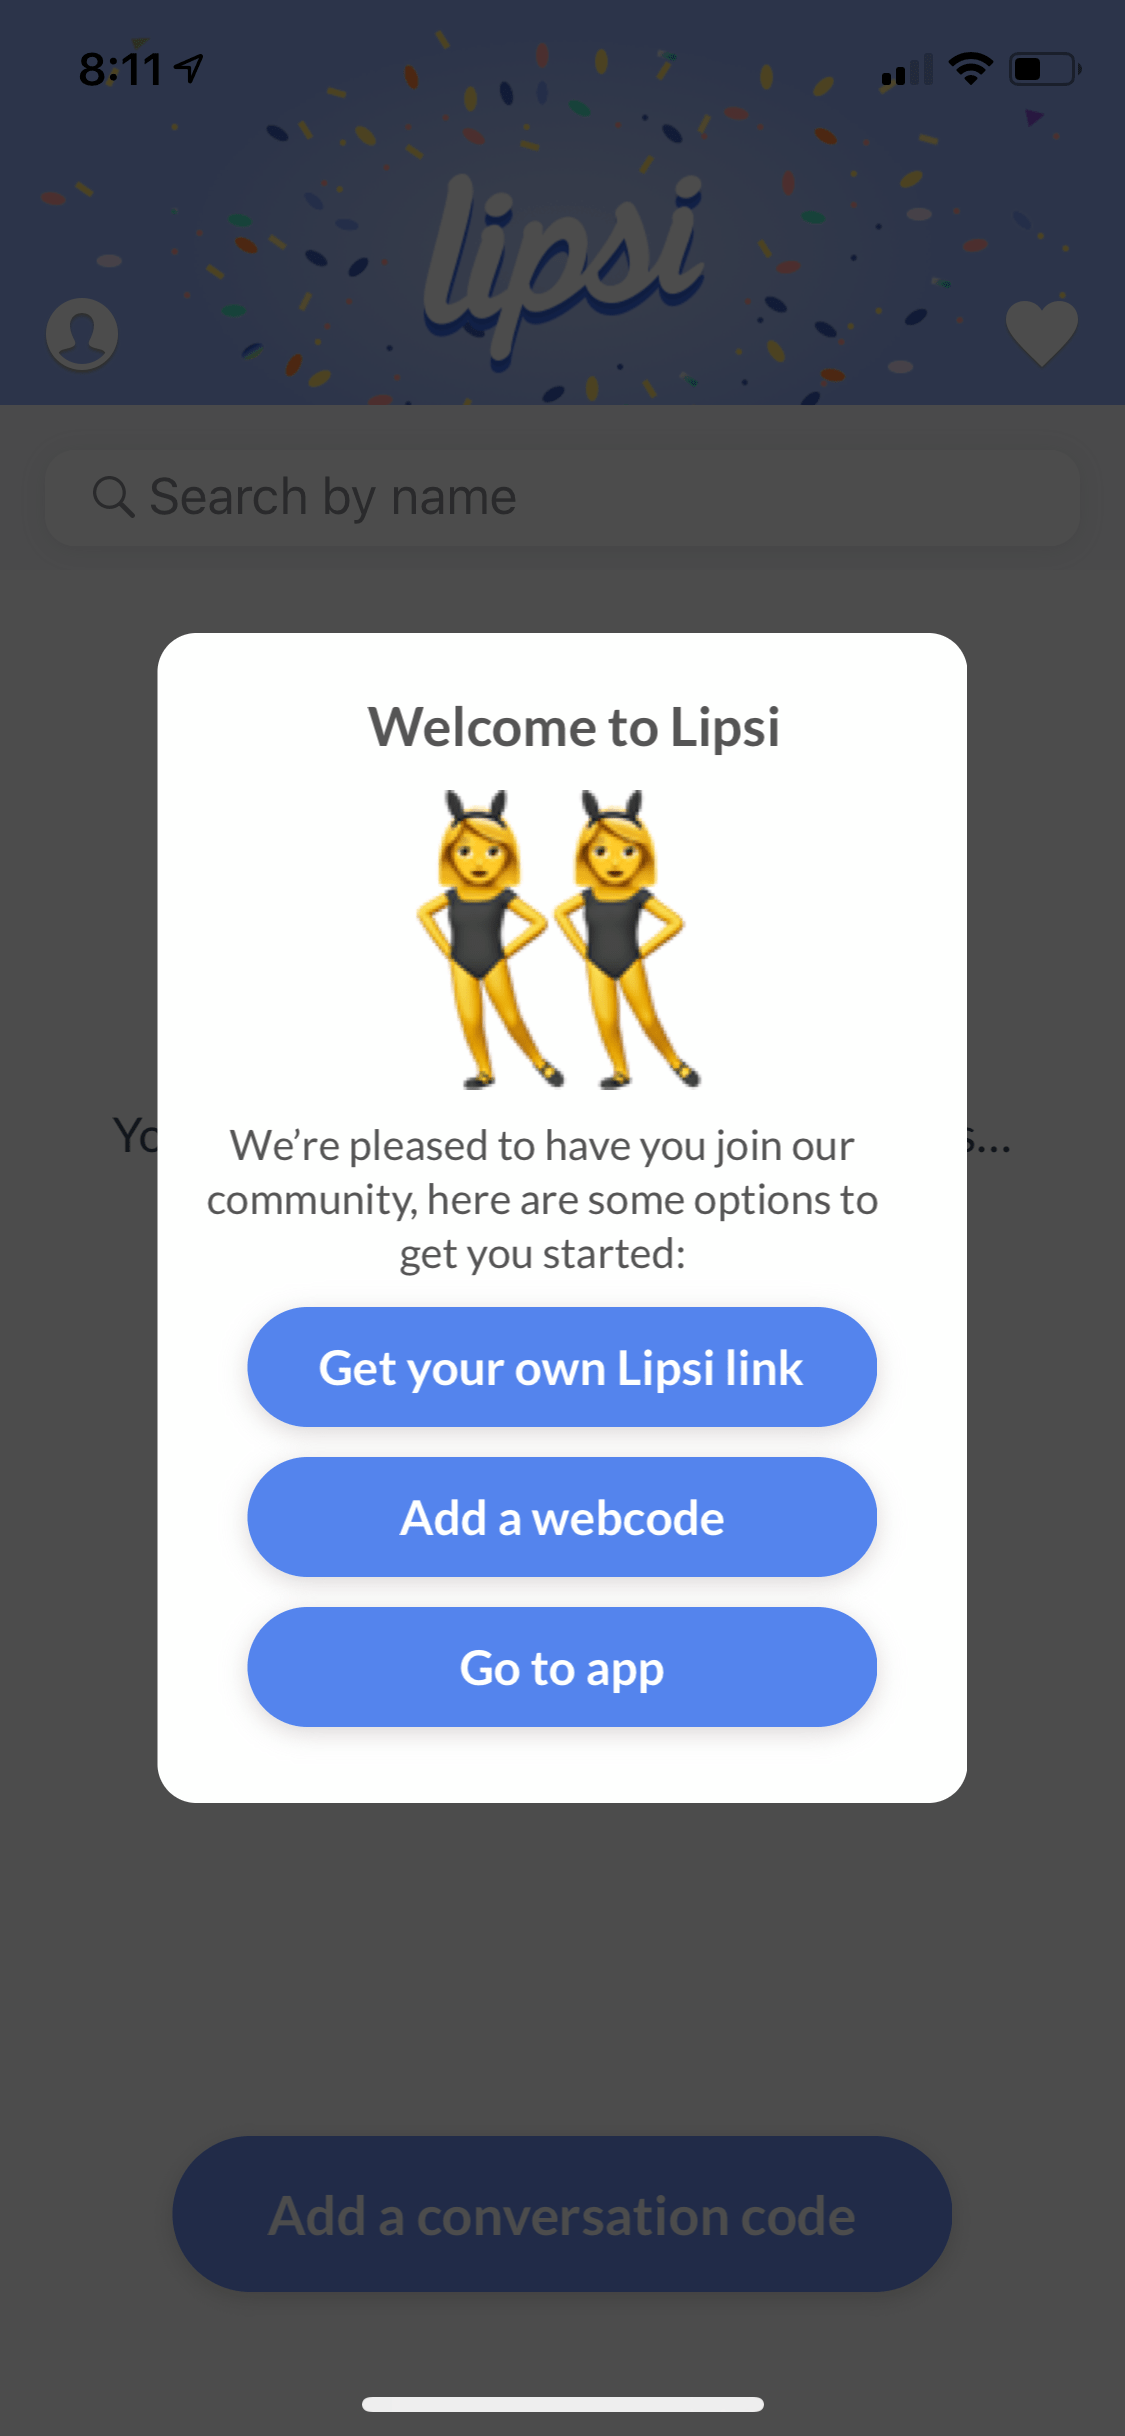 8:11
lipsi
Search by name
Welcome to Lipsi
We’re pleased to have you join our
community, here are some options to
get you started:
Get your own Lipsi link
Add a webcode
Go to app
Add a conversation code